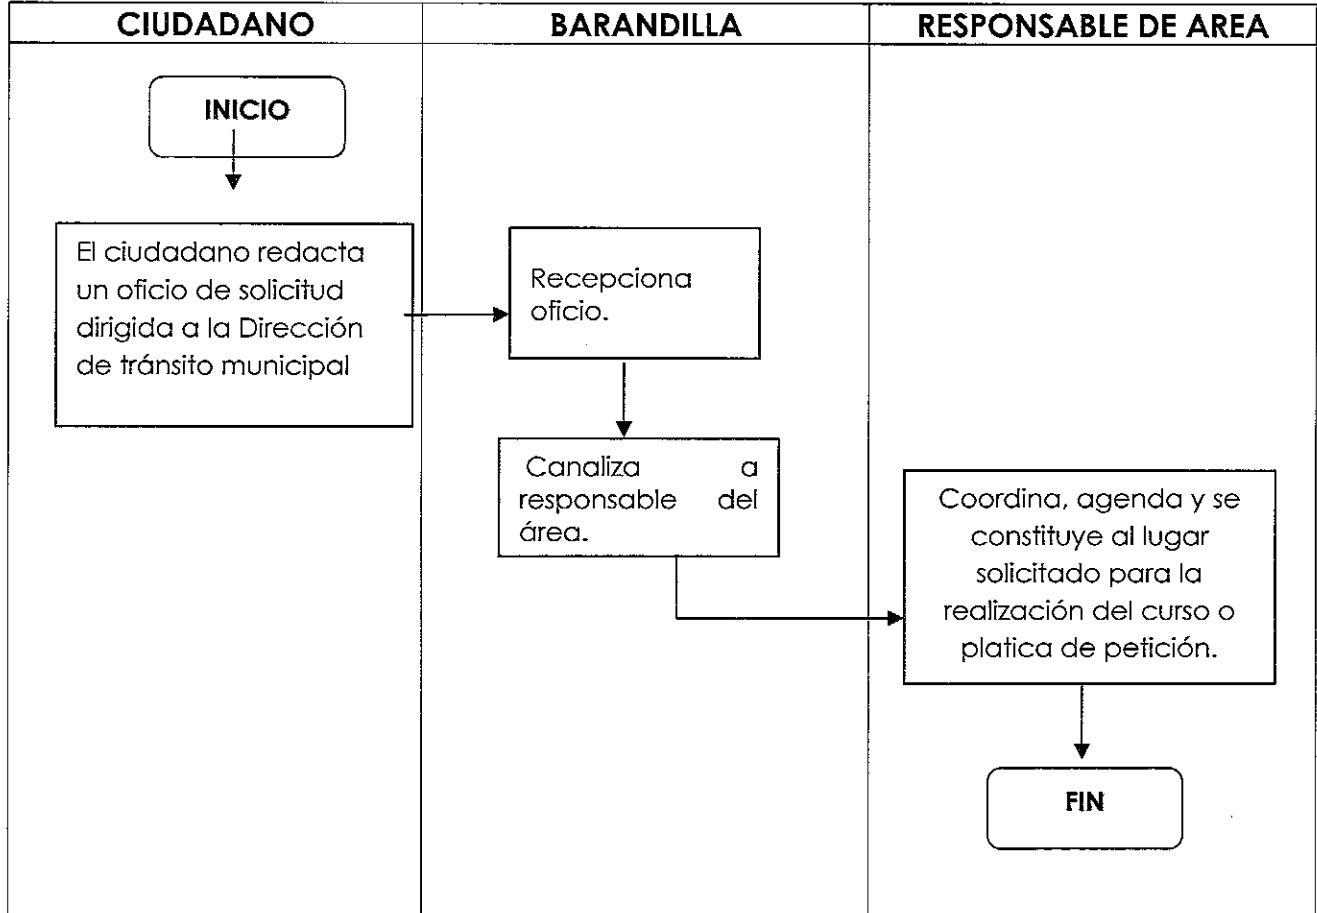 CIUDADANO
BARANDILLA
RESPONSABLE DE AREA
INICIO
El ciudadano redacta
un oficio de solicitud
dirigida a la Dirección
de tránsito municipal
Recepciona
oficio.
Canaliza a
responsable del
área.
Coordina, agenda y se
constituye al lugar
solicitado para la
realización del curso o
platica de petición.
FIN